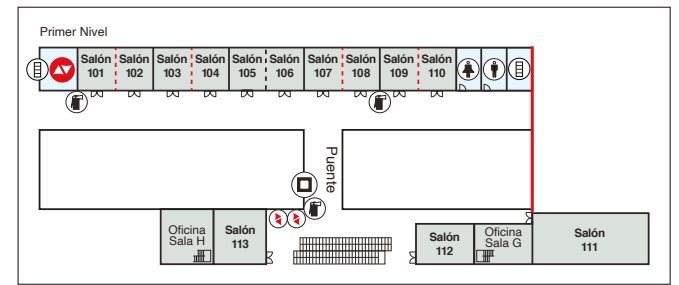 Primer Nivel
Salón 101
Salón 102
Salón 103
Salón 104
Salón 105
Salón 106
Salón 107
Salón 108
Salón 109
Salón 110
Puente
Oficina
Sala H
Salón
113
Salón
112
Oficina
Sala G
Salón
111